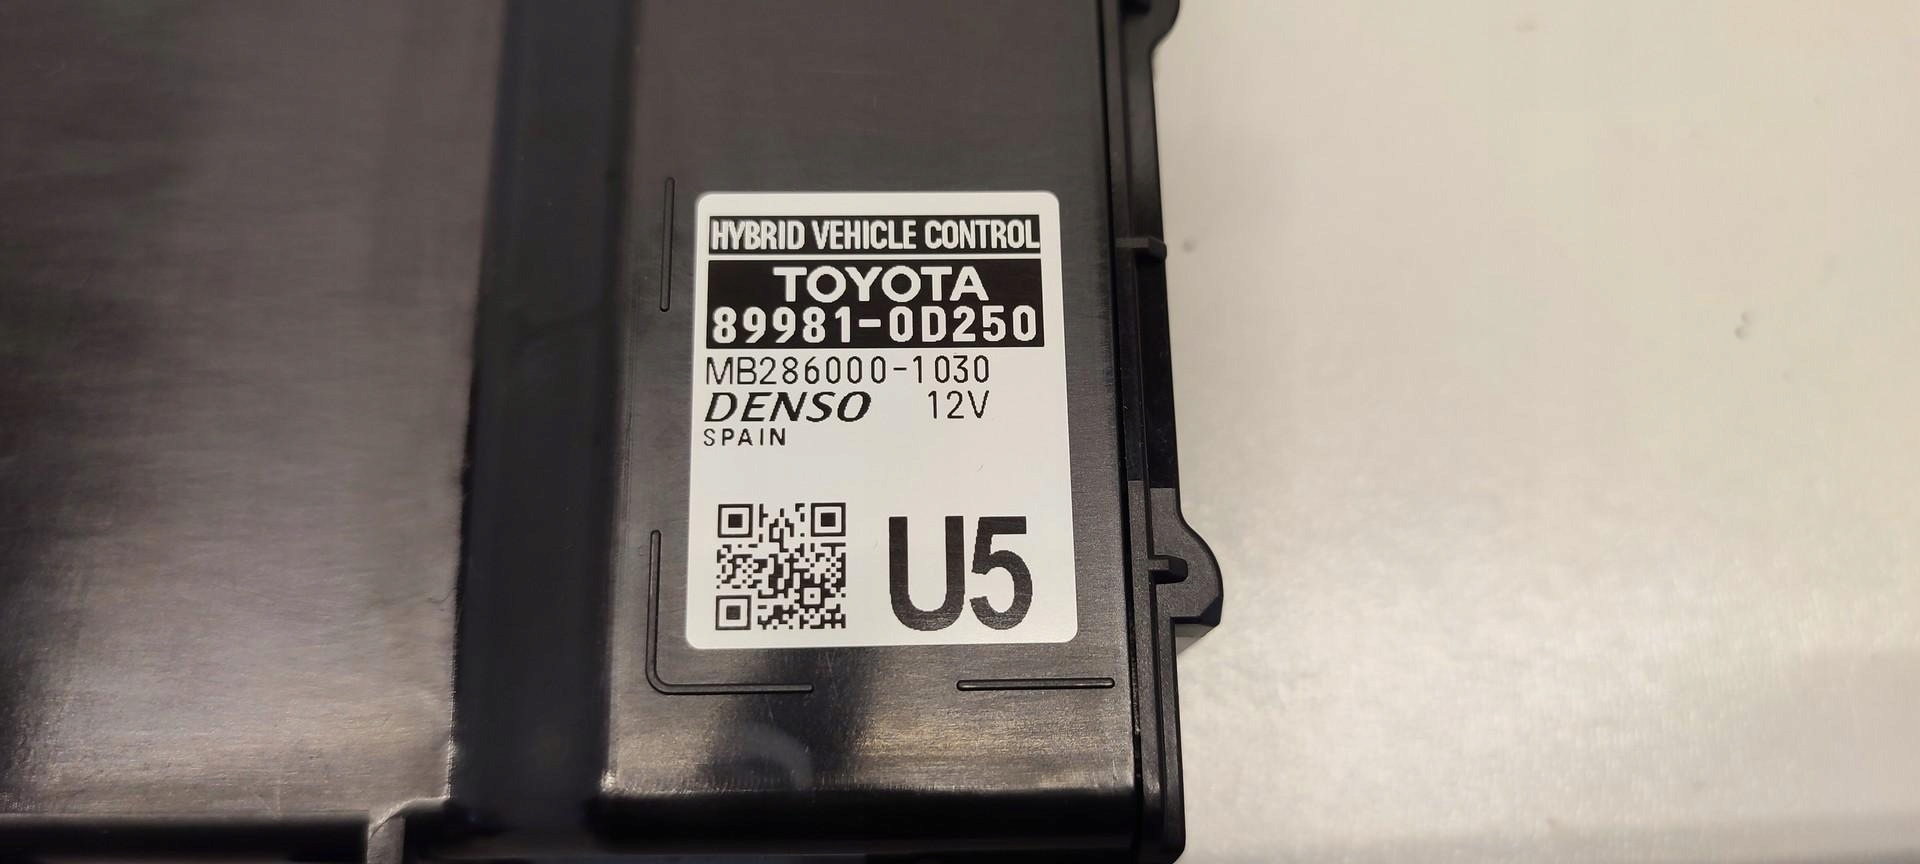 HYBRID VEHICLE CONTROL
TOYOTA
89981-0D250
MB286000-1030
DENSO 12V
SPAIN
U5